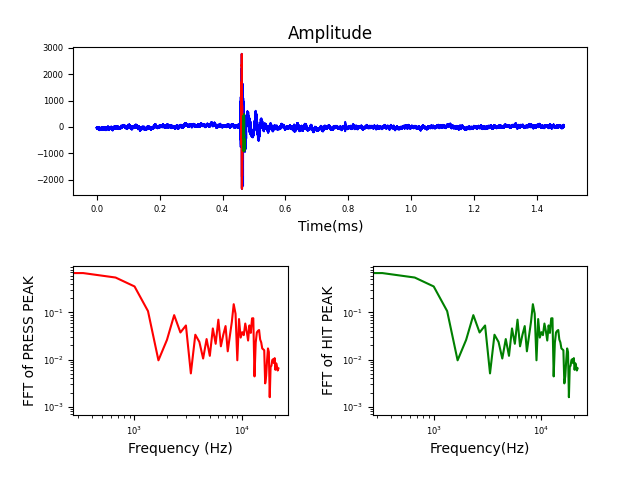 Amplitude
3000
2000
1000
0
−1000
−2000
0.0 0.2 0.4 0.6 0.8 1.0 1.2 1.4
Time(ms)
FFT of PRESS PEAK
10⁻¹
10⁻²
10⁻³
10³ 10⁴
Frequency (Hz)
FFT of HIT PEAK
10⁻¹
10⁻²
10⁻³
10³ 10⁴
Frequency(Hz)